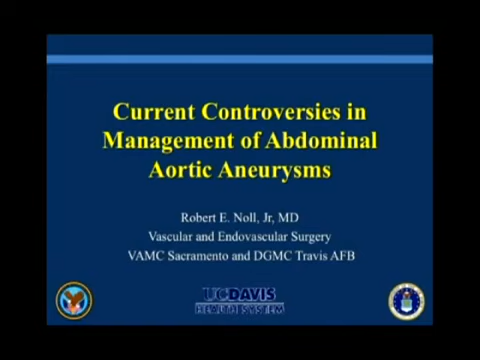 Current Controversies in
Management of Abdominal
Aortic Aneurysms
Robert E. Noll, Jr, MD
Vascular and Endovascular Surgery
VAMC Sacramento and DGMC Travis AFB
UCDAVIS
HEALTH SYSTEM